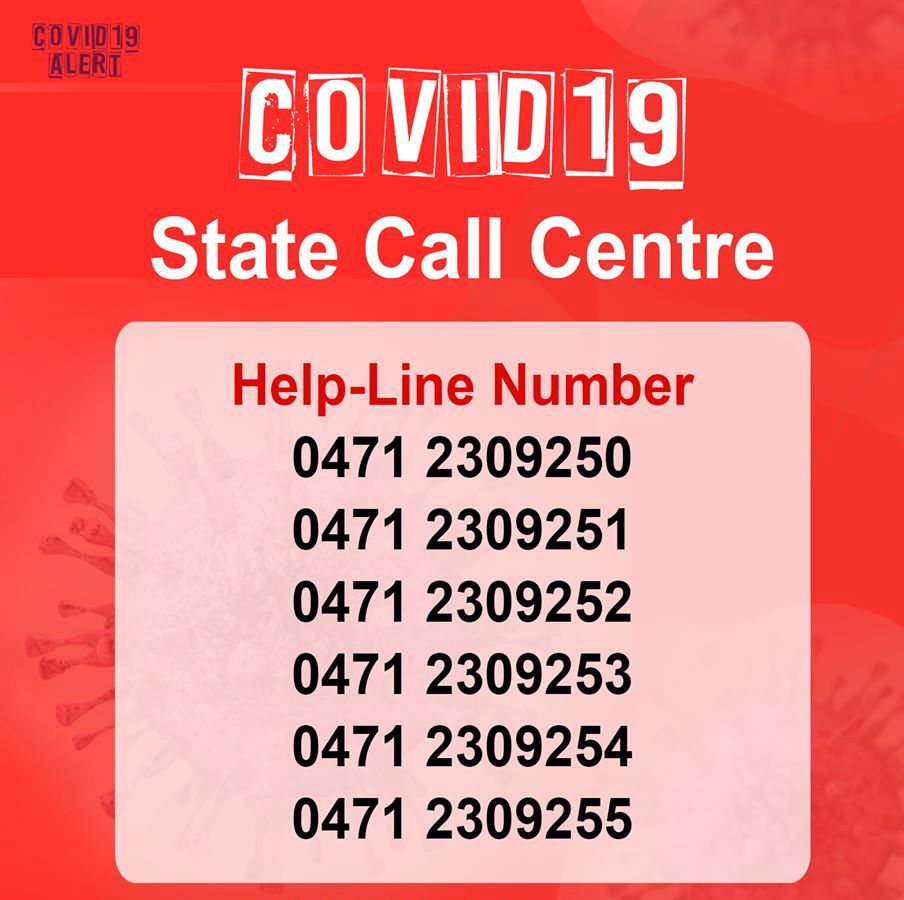 COVID19
ALERT
COVID19
State Call Centre
Help-Line Number
0471 2309250
0471 2309251
0471 2309252
0471 2309253
0471 2309254
0471 2309255